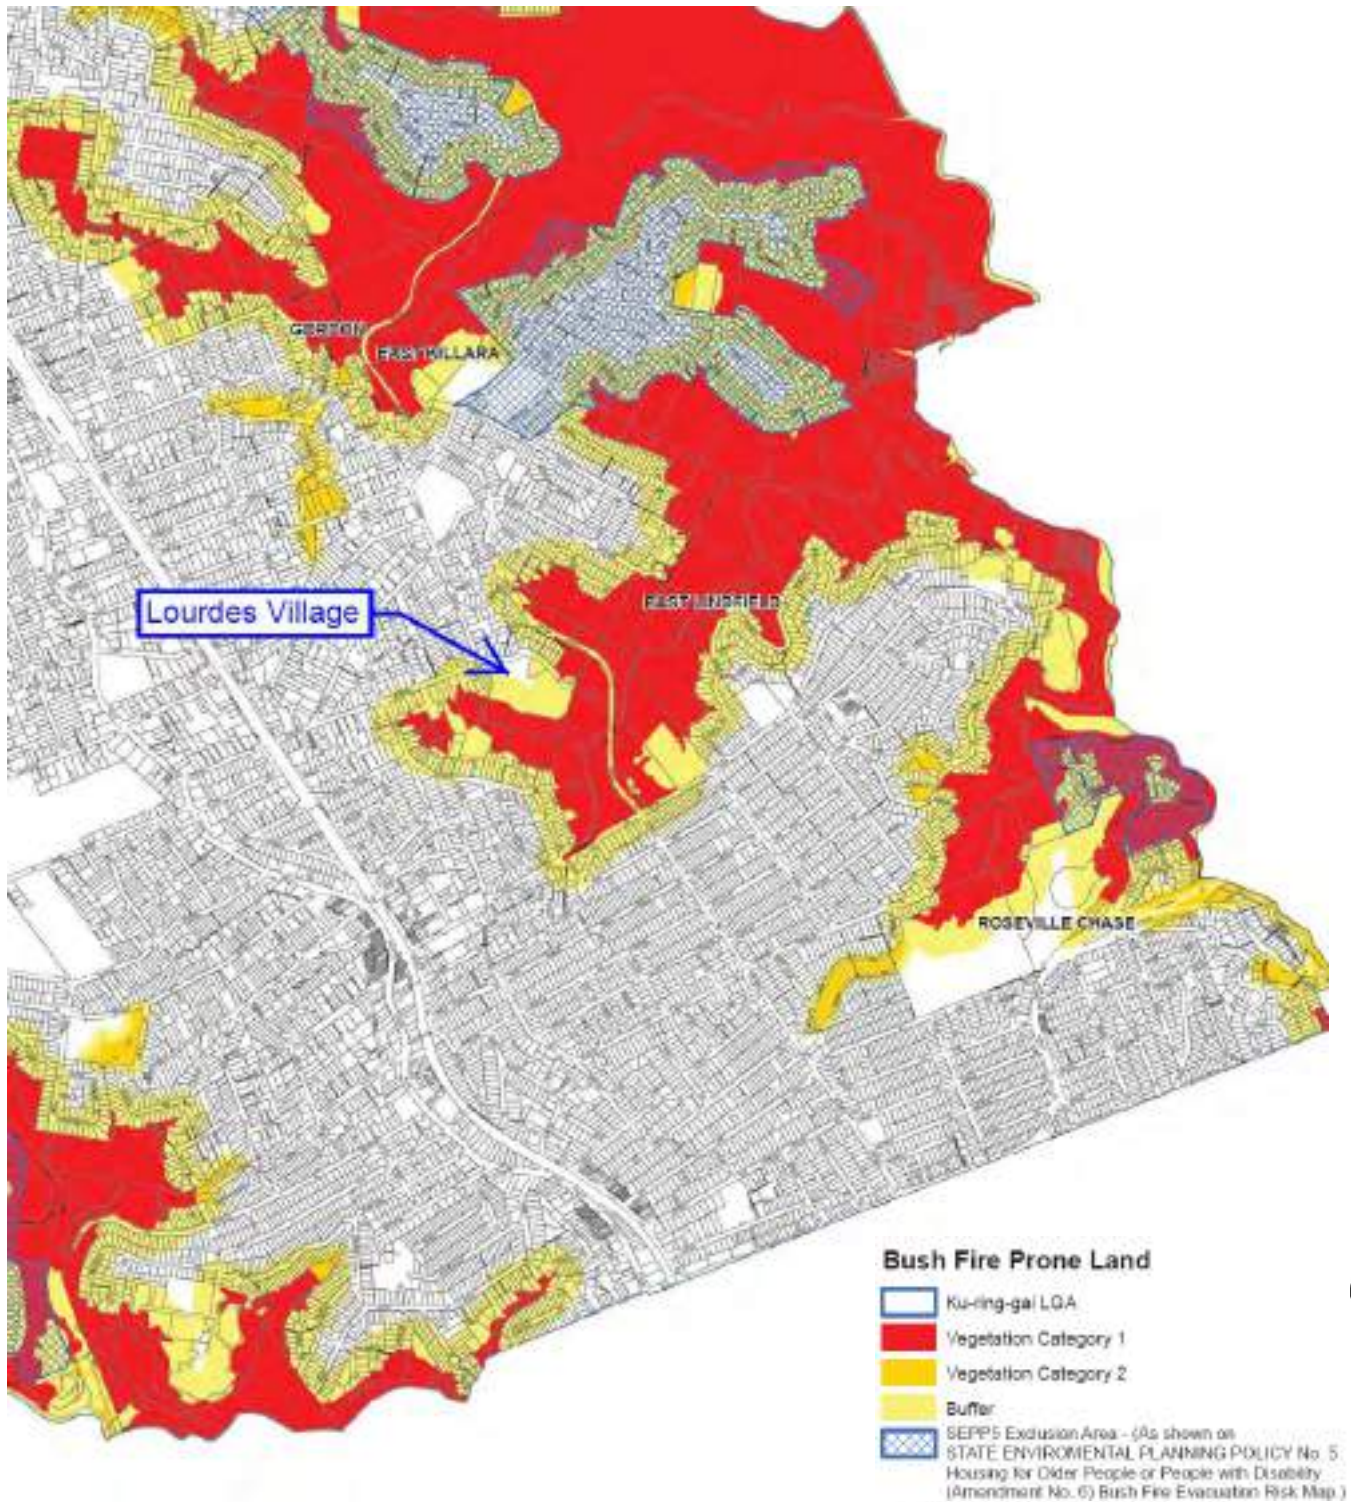 GORDON
EAST KILLARA
Lourdes Village
EAST LINDFIELD
ROSEVILLE CHASE
Bush Fire Prone Land
Ku-ring-gai LGA
Vegetation Category 1
Vegetation Category 2
Buffer
SEPP5 Exclusion Area - (As shown on
STATE ENVIROMENTAL PLANNING POLICY No. 5
Housing for Older People or People with Disability
(Amendment No. 6) Bush Fire Evacuation Risk Map.)